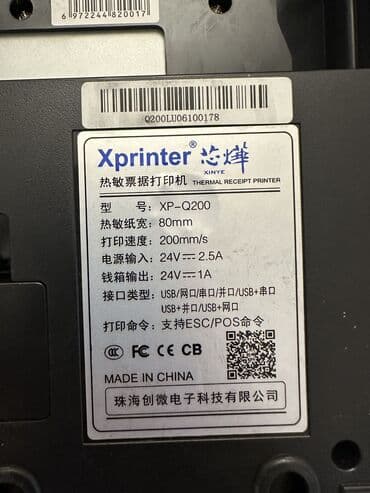 6 972244 820017
Q200LU06100178
Xprinter® 芯烨
XINYE
热敏票据打印机 THERMAL RECEIPT PRINTER
型 号: XP-Q200
热敏纸宽: 80mm
打印速度: 200mm/s
电源输入: 24V⎓2.5A
钱箱输出: 24V⎓1A
接口类型: USB/网口/串口/并口/USB+串口
USB+并口/USB+网口
打印命令: 支持ESC/POS命令
CCC FC CE CB
MADE IN CHINA
珠海创微电子科技有限公司